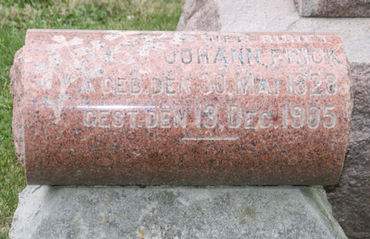 JOHANN FRICK
GEB. DEN 30. MAI 1828
GEST. DEN 13. DEC. 1905